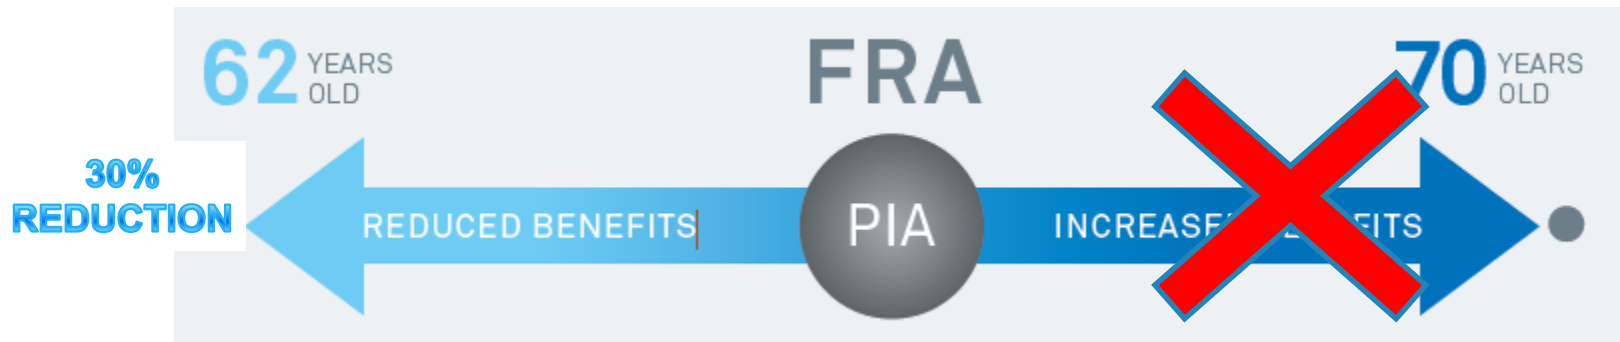 62 YEARS OLD
FRA
70 YEARS OLD
30%
REDUCTION
REDUCED BENEFITS
PIA